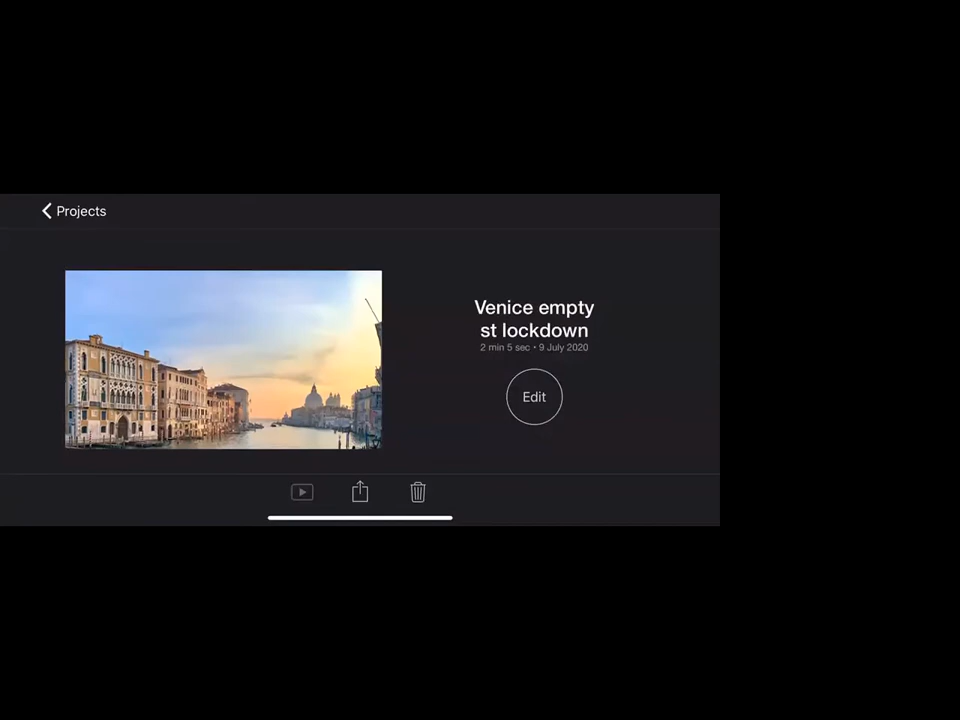 Projects
Venice empty
st lockdown
2 min 5 sec • 9 July 2020
Edit